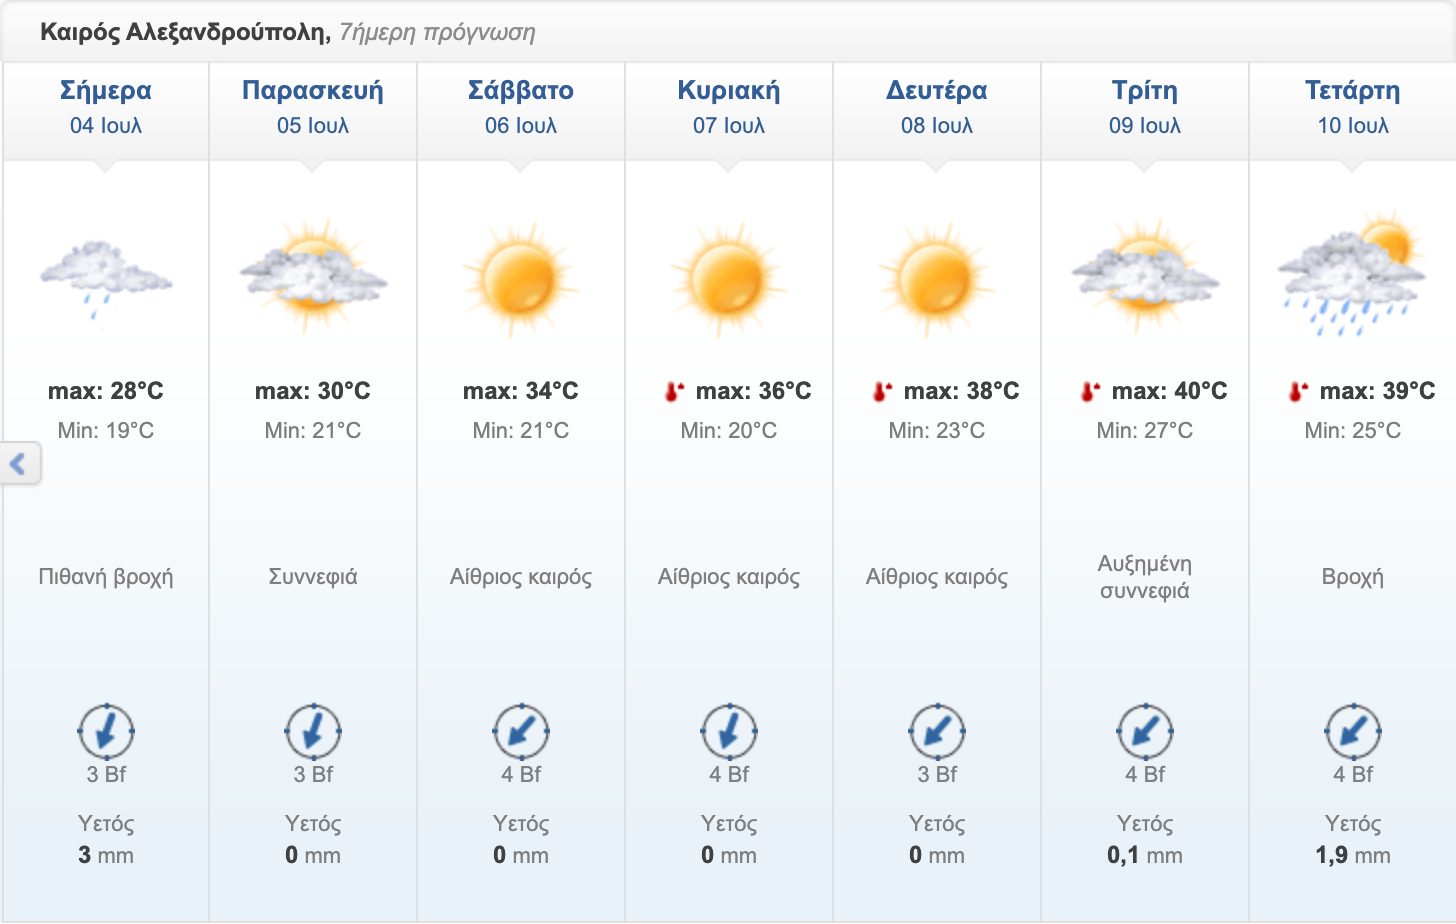 Καιρός Αλεξανδρούπολη, 7ήμερη πρόγνωση
Σήμερα Παρασκευή Σάββατο Κυριακή Δευτέρα Τρίτη Τετάρτη
04 Ιουλ 05 Ιουλ 06 Ιουλ 07 Ιουλ 08 Ιουλ 09 Ιουλ 10 Ιουλ
max: 28°C max: 30°C max: 34°C max: 36°C max: 38°C max: 40°C max: 39°C
Min: 19°C Min: 21°C Min: 21°C Min: 20°C Min: 23°C Min: 27°C Min: 25°C
Πιθανή βροχή Συννεφιά Αίθριος καιρός Αίθριος καιρός Αίθριος καιρός Αυξημένη συννεφιά Βροχή
3 Bf 3 Bf 4 Bf 4 Bf 3 Bf 4 Bf 4 Bf
Υετός Υετός Υετός Υετός Υετός Υετός Υετός
3 mm 0 mm 0 mm 0 mm 0 mm 0,1 mm 1,9 mm